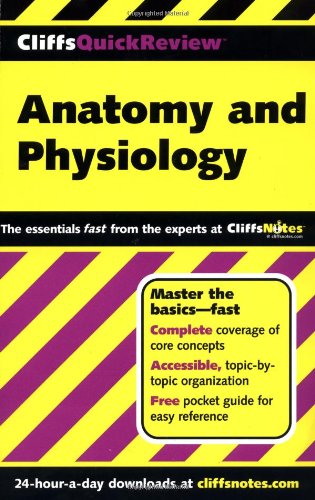 CliffsQuickReview™
Anatomy and
Physiology
The essentials fast from the experts at CliffsNotes™
@ cliffsnotes.com
Master the
basics—fast
Complete coverage of
core concepts
Accessible, topic-by-
topic organization
Free pocket guide for
easy reference
24-hour-a-day downloads at cliffsnotes.com